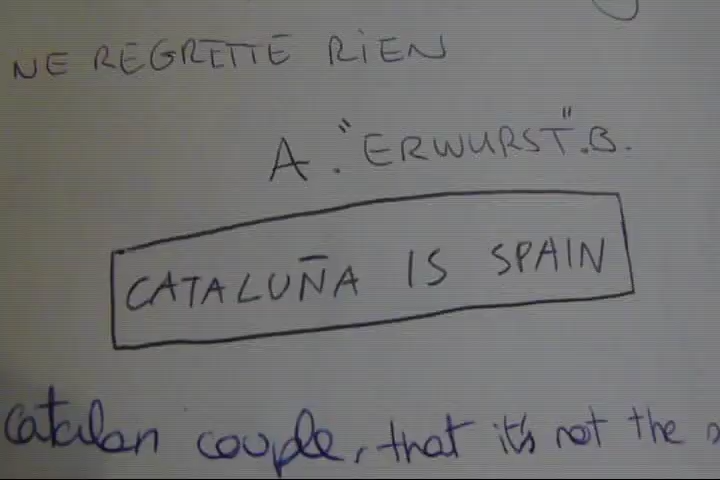 NE REGRETTE RIEN
A. "ERWURST".B.
CATALUÑA IS SPAIN
catalan couple, that it's not the